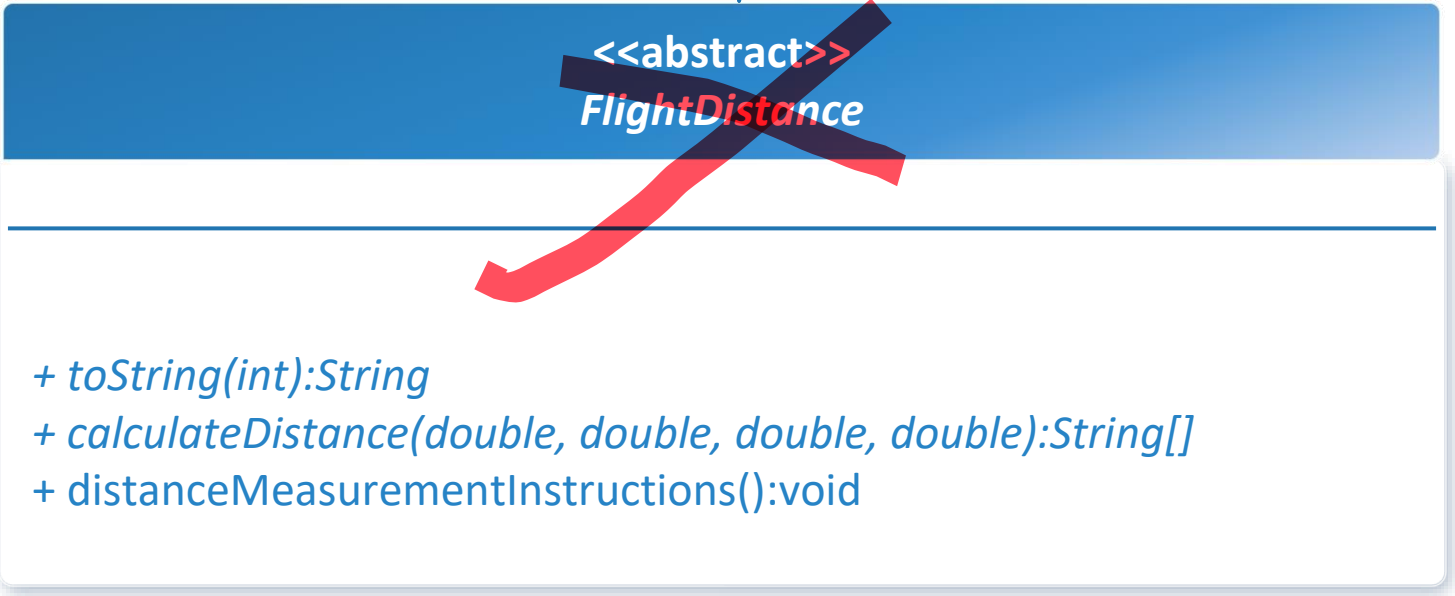 <<abstract>>
FlightDistance
+ toString(int):String
+ calculateDistance(double, double, double, double):String[]
+ distanceMeasurementInstructions():void